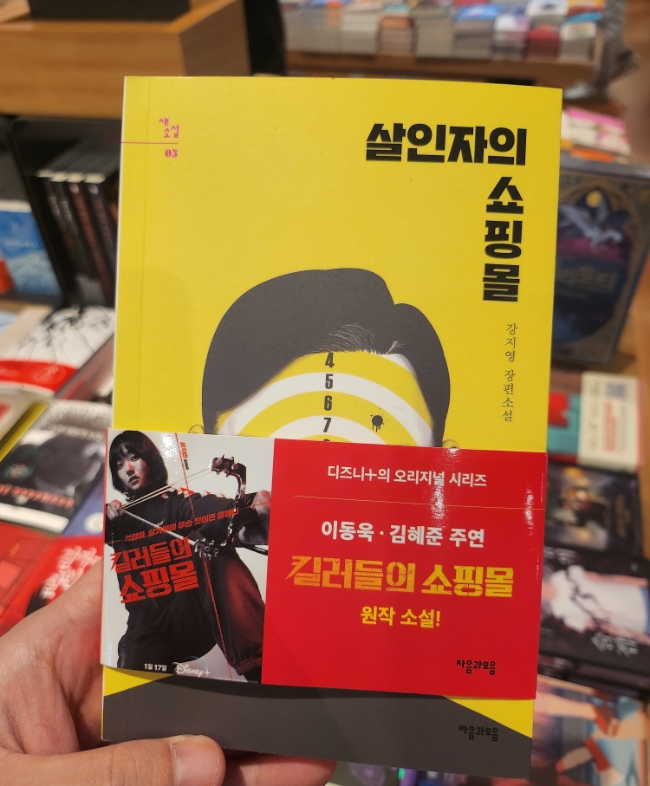 새
소설
03
살인자의
쇼
핑
몰
강지영 장편소설
4
5
6
7
디즈니+의 오리지널 시리즈
이동욱 · 김혜준 주연
킬러들의 쇼핑몰
원작 소설!
자음과모음
킬러들의
쇼핑몰
1월 17일 Disney+
자음과모음